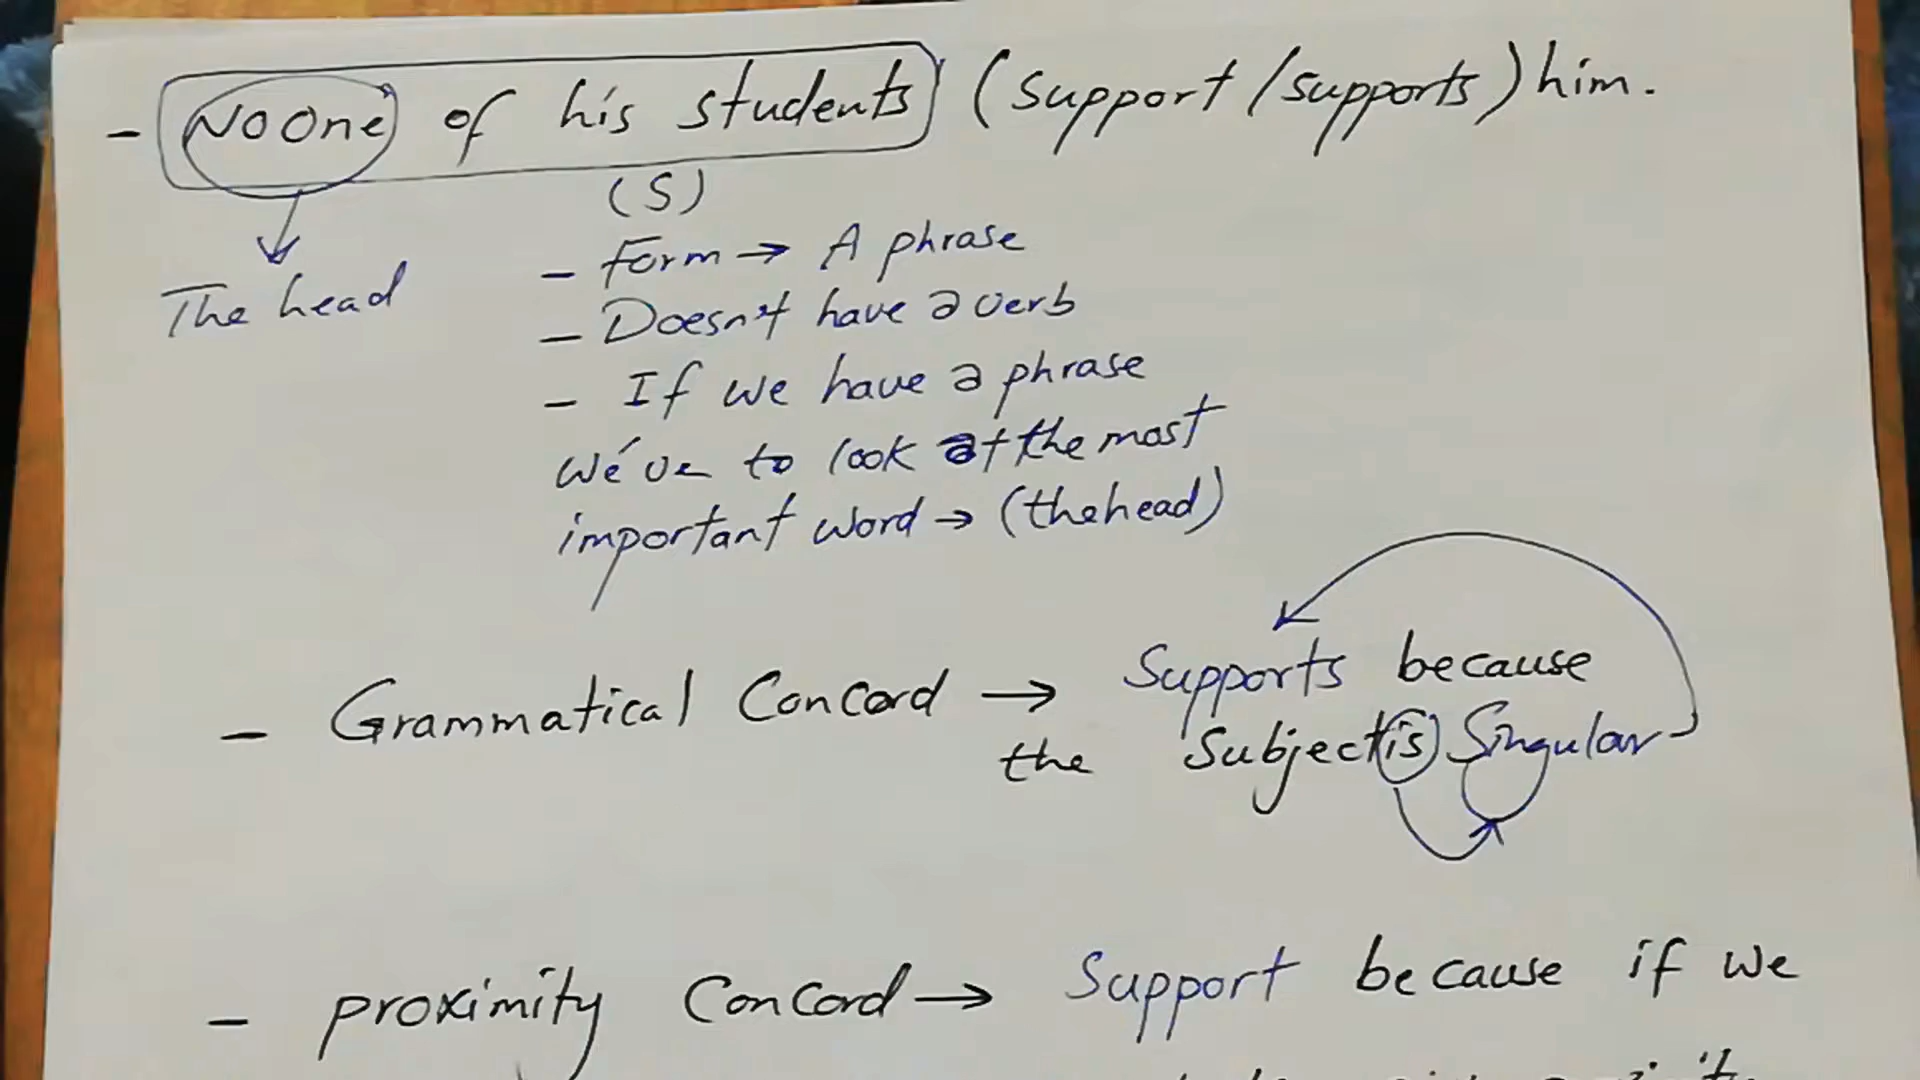 - No One of his students (support/supports) him.
(S)
The head
- Form → A phrase
- Doesn't have a verb
- If we have a phrase
we've to look at the most
important word → (the head)
- Grammatical Concord → Supports because
the subject is Singular
- proximity Concord → Support because if we